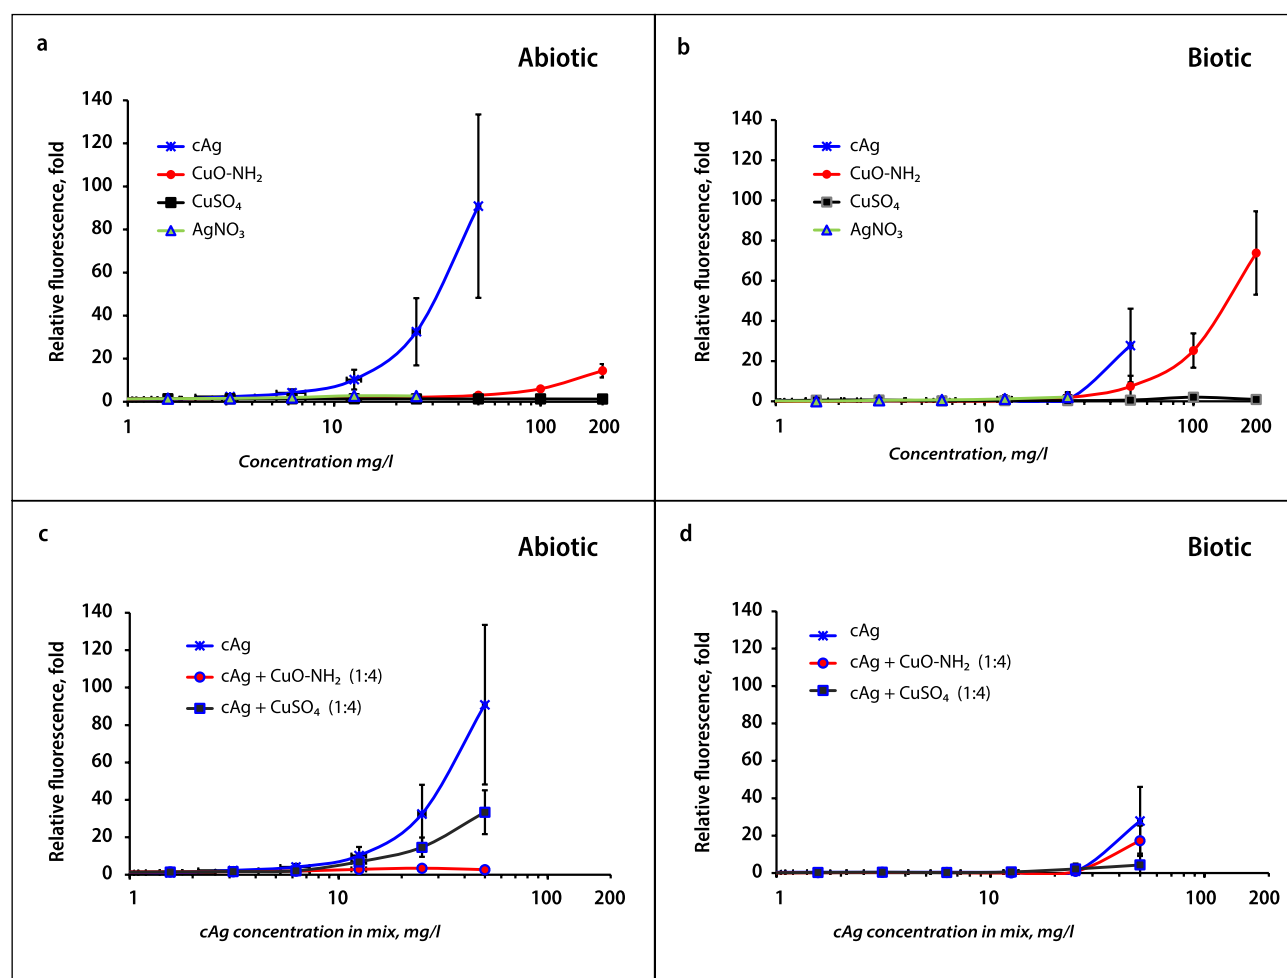 a
Abiotic
Relative fluorescence, fold
140
120
100
80
60
40
20
0
cAg
CuO-NH₂
CuSO₄
AgNO₃
1
10
100
200
Concentration mg/l
b
Biotic
Relative fluorescence, fold
140
120
100
80
60
40
20
0
cAg
CuO-NH₂
CuSO₄
AgNO₃
1
10
100
200
Concentration, mg/l
c
Abiotic
Relative fluorescence, fold
140
120
100
80
60
40
20
0
cAg
cAg + CuO-NH₂ (1:4)
cAg + CuSO₄ (1:4)
1
10
100
200
cAg concentration in mix, mg/l
d
Biotic
Relative fluorescence, fold
140
120
100
80
60
40
20
0
cAg
cAg + CuO-NH₂ (1:4)
cAg + CuSO₄ (1:4)
1
10
100
200
cAg concentration in mix, mg/l